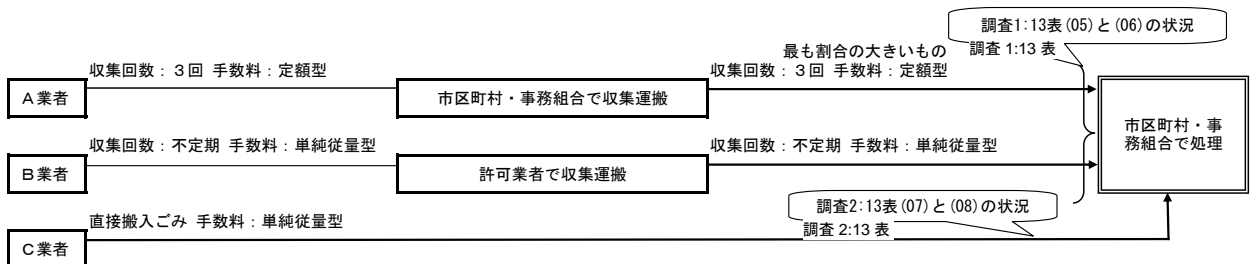 調査1:13表(05)と(06)の状況
最も割合の大きいもの
調査 1:13 表
収集回数：３回 手数料：定額型
収集回数：３回 手数料：定額型
Ａ業者
市区町村・事務組合で収集運搬
市区町村・事
務組合で処理
収集回数：不定期 手数料：単純従量型
収集回数：不定期 手数料：単純従量型
Ｂ業者
許可業者で収集運搬
調査2:13表(07)と(08)の状況
直接搬入ごみ 手数料：単純従量型
調査 2:13 表
Ｃ業者